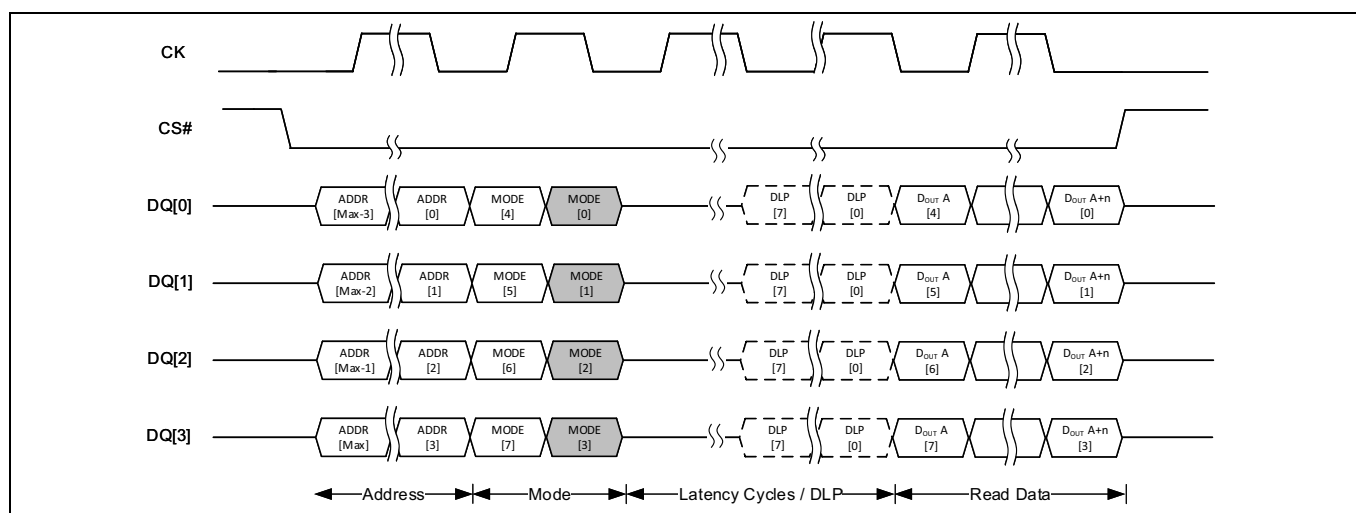 CK
CS#
DQ[0]
ADDR ADDR MODE MODE DLP DLP DOUT A DOUT A+n
[Max-3] [0] [4] [0] [7] [0] [4] [0]
DQ[1]
ADDR ADDR MODE MODE DLP DLP DOUT A DOUT A+n
[Max-2] [1] [5] [1] [7] [0] [5] [1]
DQ[2]
ADDR ADDR MODE MODE DLP DLP DOUT A DOUT A+n
[Max-1] [2] [6] [2] [7] [0] [6] [2]
DQ[3]
ADDR ADDR MODE MODE DLP DLP DOUT A DOUT A+n
[Max] [3] [7] [3] [7] [0] [7] [3]
Address Mode Latency Cycles / DLP Read Data